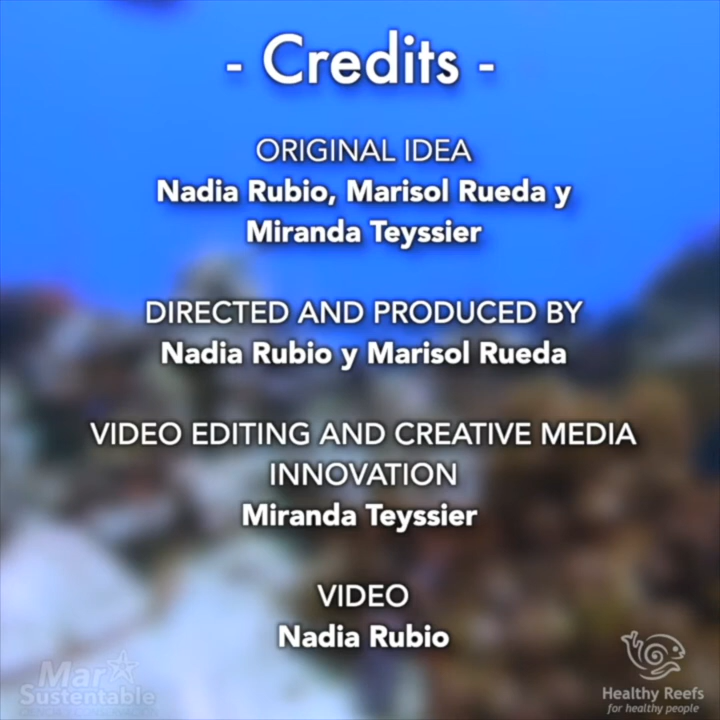 - Credits -
ORIGINAL IDEA
Nadia Rubio, Marisol Rueda y
Miranda Teyssier
DIRECTED AND PRODUCED BY
Nadia Rubio y Marisol Rueda
VIDEO EDITING AND CREATIVE MEDIA
INNOVATION
Miranda Teyssier
VIDEO
Nadia Rubio
Mar
Sustentable
Healthy Reefs
for healthy people